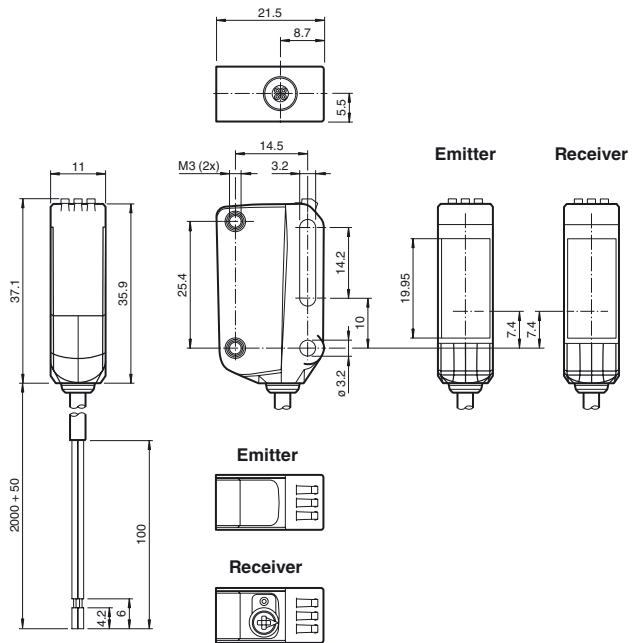 21.5
8.7
5.5
14.5
M3 (2x)
3.2
Emitter
Receiver
11
37.1
35.9
25.4
14.2
10
ø 3.2
19.95
7.4
7.4
2000 + 50
100
4.2
6
Emitter
Receiver